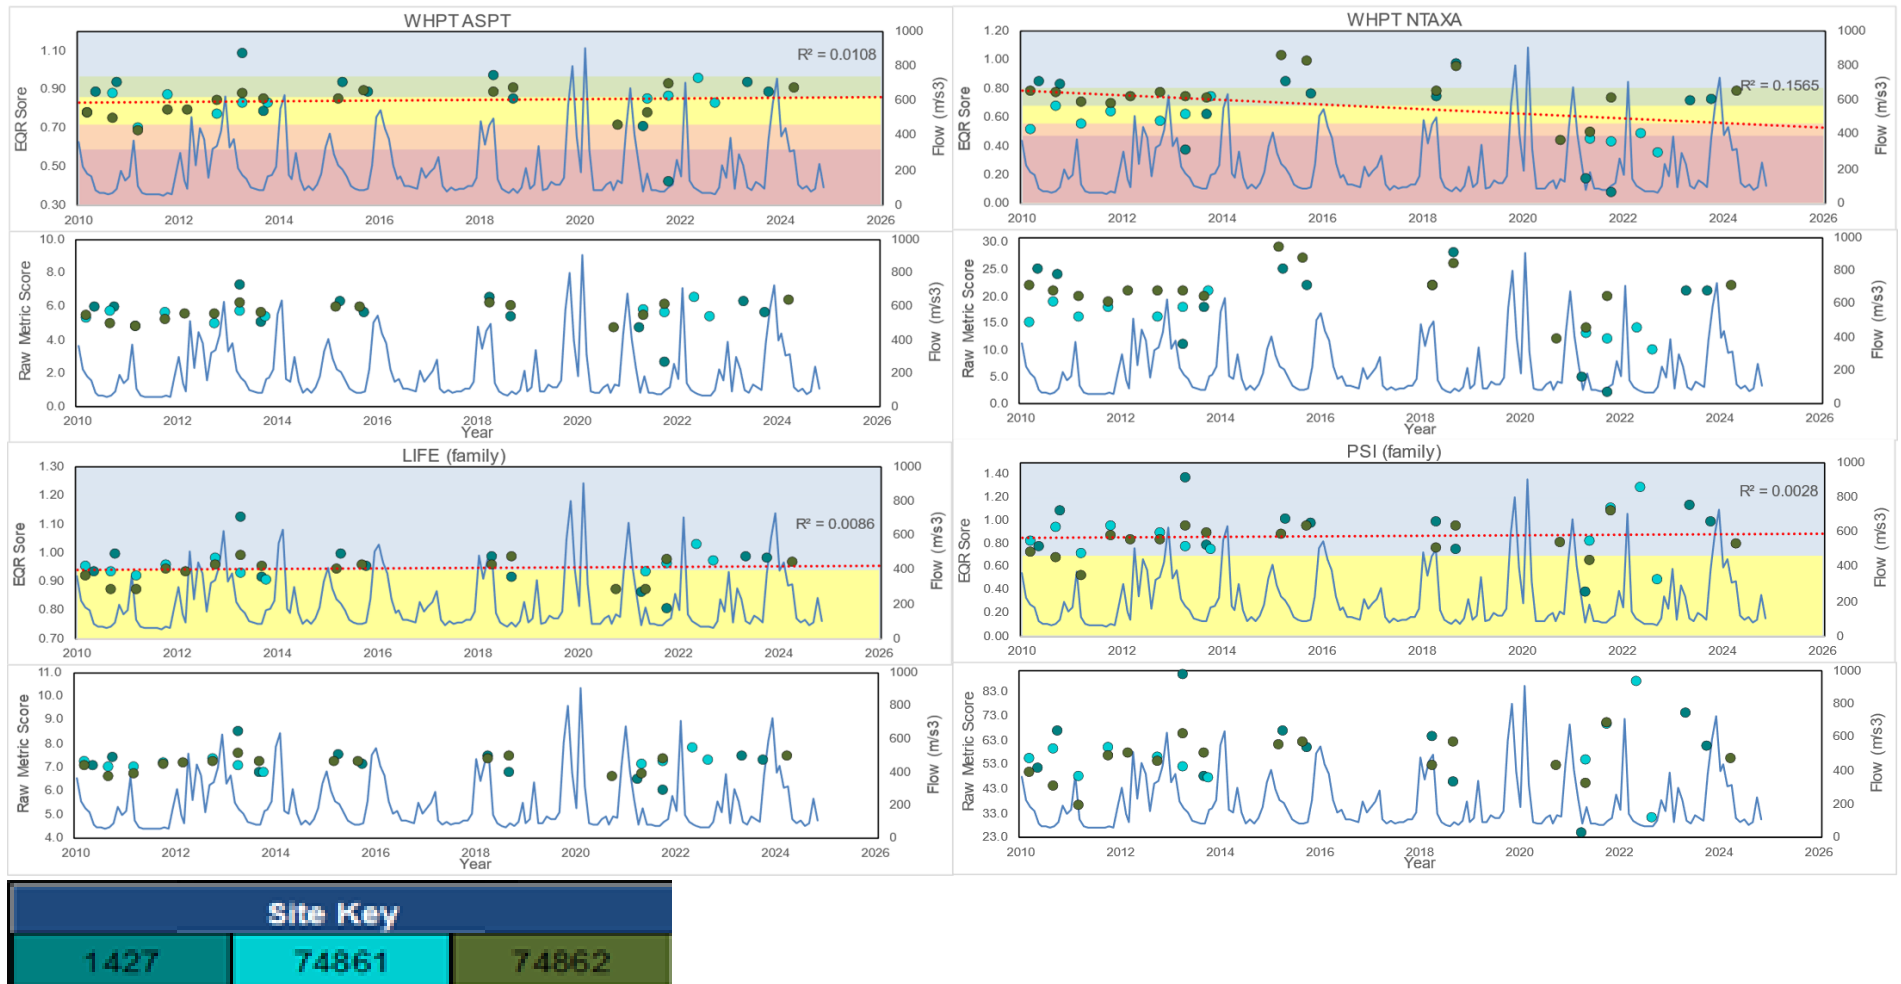 WHPT ASPT
1.10
0.90
0.70
0.50
0.30
EQR Sore
1000
800
600
400
200
0
Flow (m/s3)
R² = 0.0108
2010 2012 2014 2016 2018 2020 2022 2024 2026
10.0
8.0
6.0
4.0
2.0
0.0
Raw Metric Score
1000
800
600
400
200
0
Flow (m/s3)
2010 2012 2014 2016 2018 2020 2022 2024 2026
Year
WHPT NTAXA
1.20
1.00
0.80
0.60
0.40
0.20
0.00
EQR Score
1000
800
600
400
200
0
Flow (m/s3)
R² = 0.1565
2010 2012 2014 2016 2018 2020 2022 2024 2026
30.0
25.0
20.0
15.0
10.0
5.0
0.0
Raw Metric Score
1000
800
600
400
200
0
Flow (m/s3)
2010 2012 2014 2016 2018 2020 2022 2024 2026
Year
LIFE (family)
1.30
1.20
1.10
1.00
0.90
0.80
0.70
EQR Score
1000
800
600
400
200
0
Flow (m/s3)
R² = 0.0086
2010 2012 2014 2016 2018 2020 2022 2024 2026
11.0
10.0
9.0
8.0
7.0
6.0
5.0
4.0
Raw Metric Score
1000
800
600
400
200
0
Flow (m/s3)
2010 2012 2014 2016 2018 2020 2022 2024 2026
Year
PSI (family)
1.40
1.20
1.00
0.80
0.60
0.40
0.20
0.00
EQR Score
1000
800
600
400
200
0
Flow (m/s3)
R² = 0.0028
2010 2012 2014 2016 2018 2020 2022 2024 2026
83.0
73.0
63.0
53.0
43.0
33.0
23.0
Raw Metric Score
1000
800
600
400
200
0
Flow (m/s3)
2010 2012 2014 2016 2018 2020 2022 2024 2026
Year
Site Key
1427 74861 74862